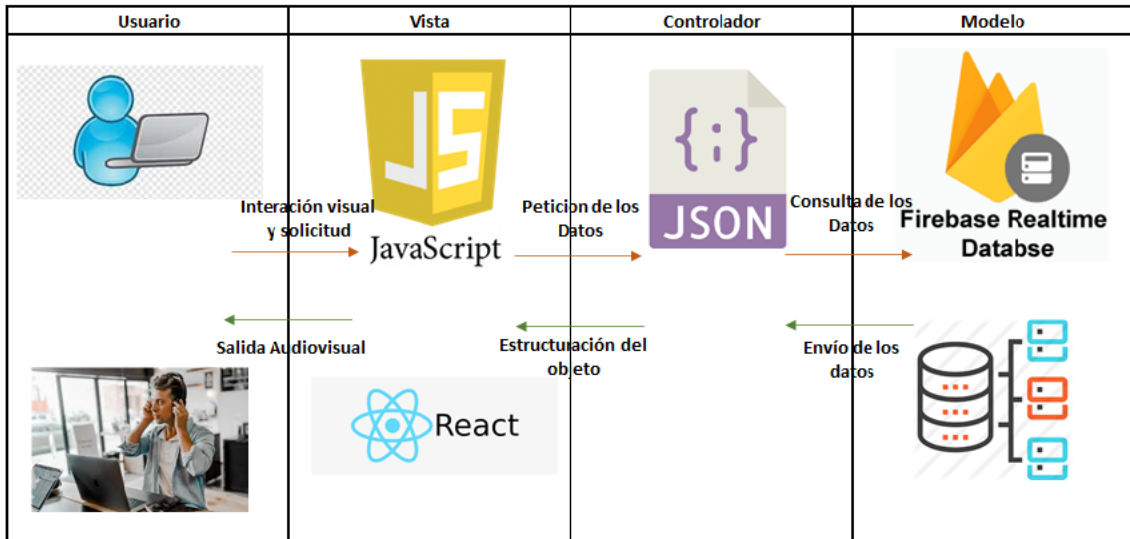 Usuario
Vista
Controlador
Modelo
JS
JavaScript
{;}
JSON
Firebase Realtime
Databse
Interación visual
y solicitud
Peticion de los
Datos
Consulta de los
Datos
Salida Audiovisual
Estructuración del
objeto
Envío de los
datos
React